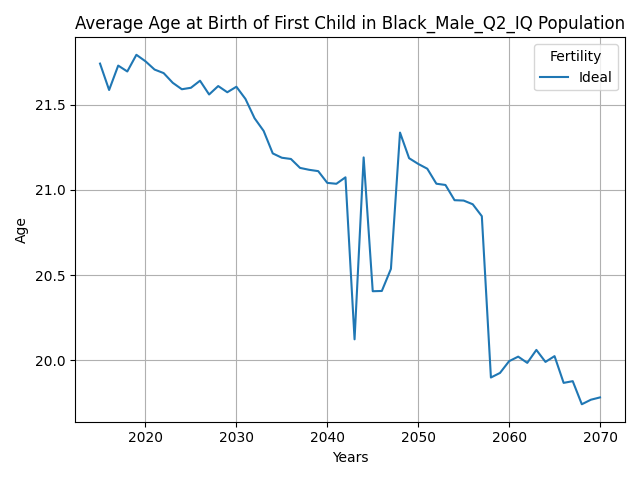 Average Age at Birth of First Child in Black_Male_Q2_IQ Population
Fertility
Ideal
21.5
21.0
20.5
20.0
Age
2020 2030 2040 2050 2060 2070
Years